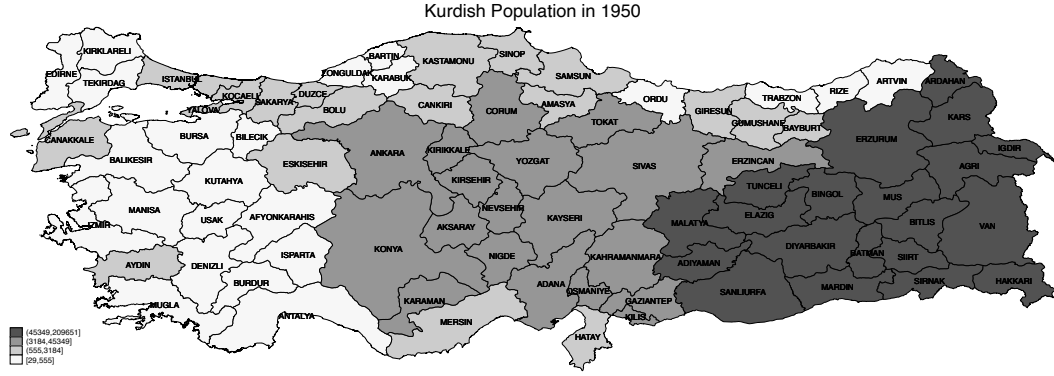 Kurdish Population in 1950
KIRKLARELI
EDIRNE
TEKIRDAG
ISTANBUL
KOCAELI
YALOVA
SAKARYA
DUZCE
BOLU
ZONGULDAK
BARTIN
KARABUK
KASTAMONU
SINOP
SAMSUN
CANKIRI
CORUM
AMASYA
TOKAT
ORDU
GIRESUN
TRABZON
GUMUSHANE
BAYBURT
RIZE
ARTVIN
ARDAHAN
KARS
IGDIR
CANAKKALE
BALIKESIR
BURSA
BILECIK
ESKISEHIR
KUTAHYA
ANKARA
KIRIKKALE
YOZGAT
SIVAS
ERZINCAN
ERZURUM
AGRI
MANISA
IZMIR
USAK
AFYONKARAHIS
KIRSEHIR
NEVSEHIR
KAYSERI
AKSARAY
KONYA
NIGDE
MALATYA
TUNCELI
ELAZIG
BINGOL
MUS
BITLIS
VAN
AYDIN
DENIZLI
ISPARTA
BURDUR
MUGLA
ANTALYA
KARAMAN
MERSIN
ADANA
OSMANIYE
KAHRAMANMARA
GAZIANTEP
KILIS
HATAY
ADIYAMAN
SANLIURFA
DIYARBAKIR
BATMAN
MARDIN
SIIRT
SIRNAK
HAKKARI
(45349,209651]
(3184,45349]
(555,3184]
[29,555]